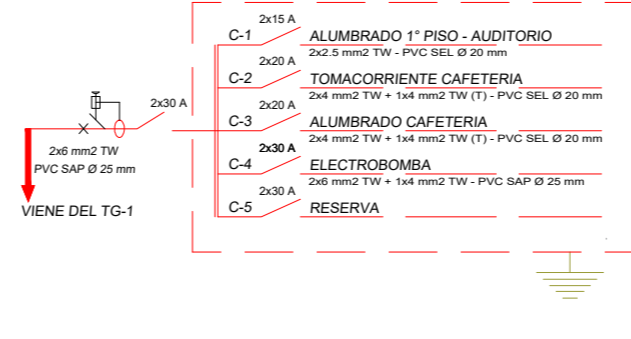 2x15 A
C-1 ALUMBRADO 1° PISO - AUDITORIO
2x2.5 mm2 TW - PVC SEL Ø 20 mm
2x20 A
C-2 TOMACORRIENTE CAFETERIA
2x4 mm2 TW + 1x4 mm2 TW (T) - PVC SEL Ø 20 mm
2x30 A
2x20 A
C-3 ALUMBRADO CAFETERIA
2x4 mm2 TW + 1x4 mm2 TW (T) - PVC SEL Ø 20 mm
2x6 mm2 TW
PVC SAP Ø 25 mm
2x30 A
C-4 ELECTROBOMBA
2x6 mm2 TW + 1x4 mm2 TW - PVC SAP Ø 25 mm
2x30 A
C-5 RESERVA
VIENE DEL TG-1